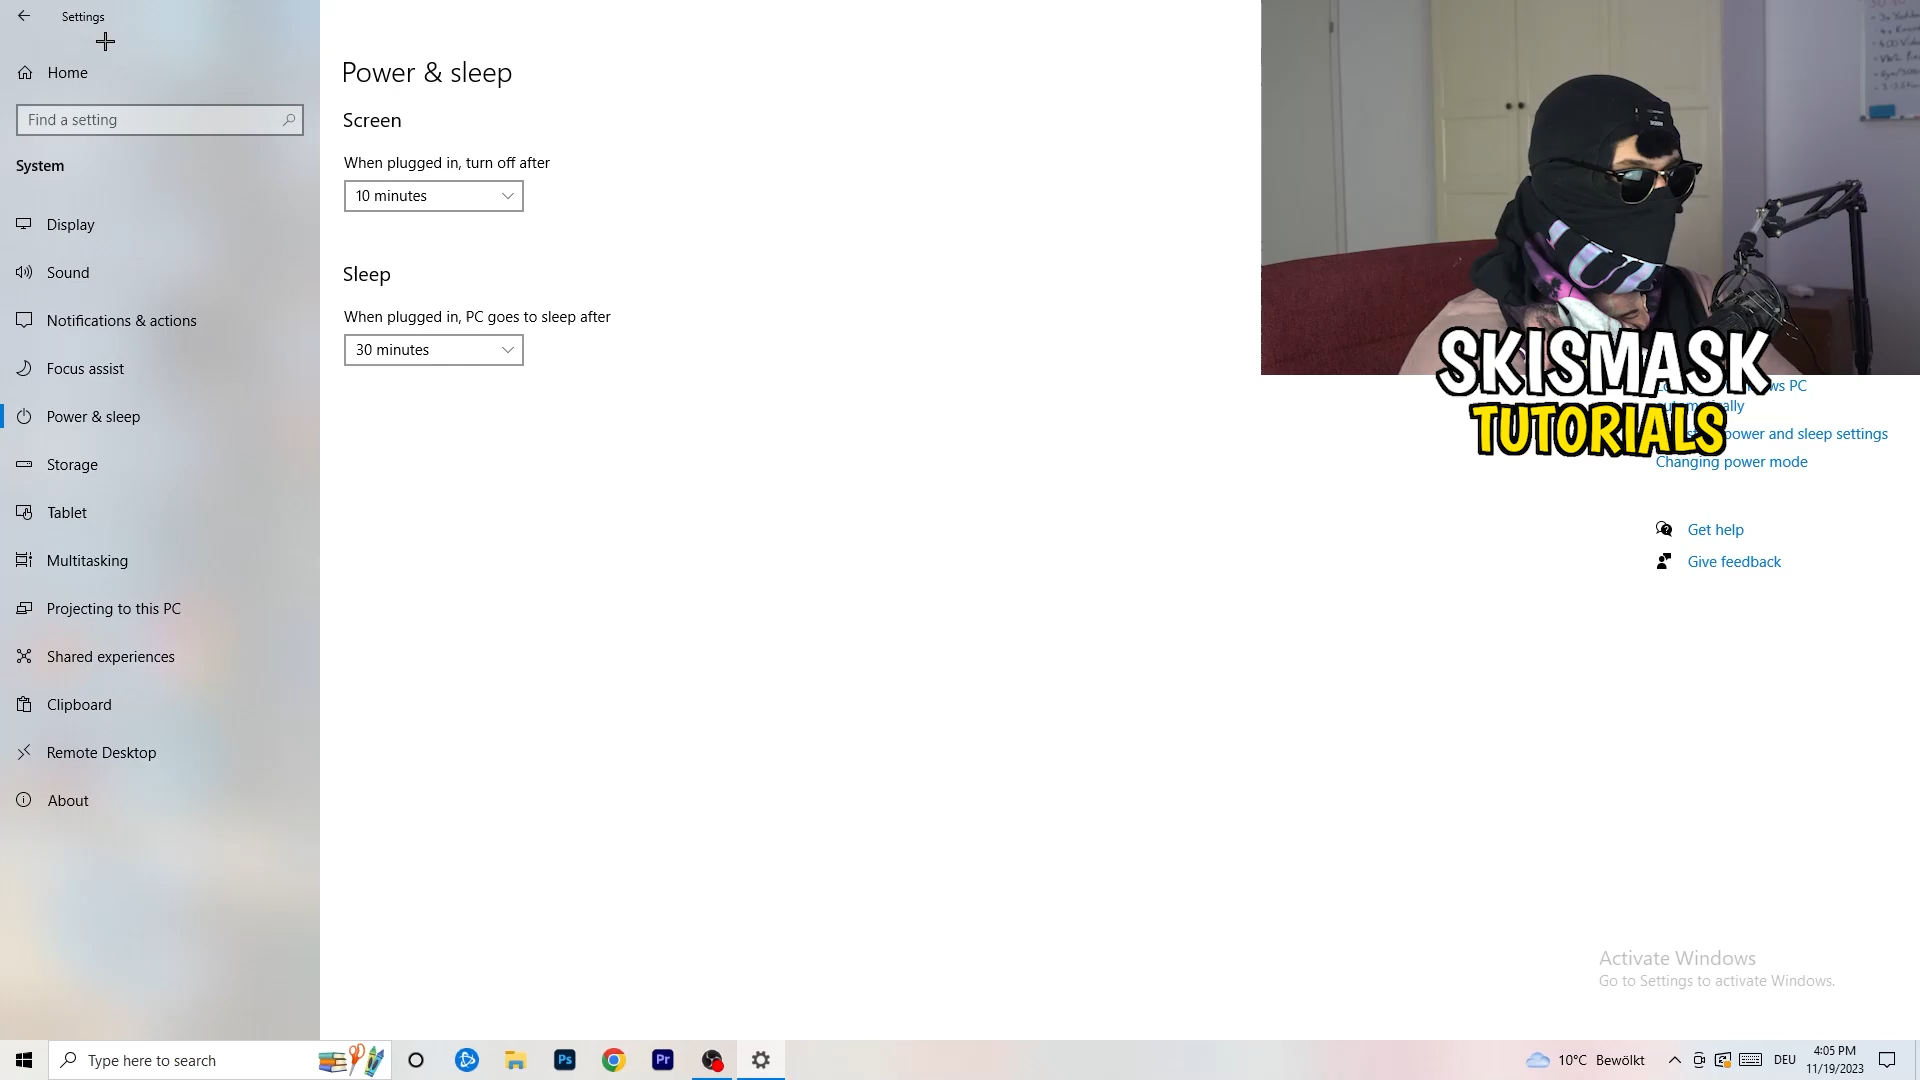 Settings
Home
Find a setting
System
Display
Sound
Notifications & actions
Focus assist
Power & sleep
Storage
Tablet
Multitasking
Projecting to this PC
Shared experiences
Clipboard
Remote Desktop
About
Power & sleep
Screen
When plugged in, turn off after
10 minutes
Sleep
When plugged in, PC goes to sleep after
30 minutes
SKISMASK
TUTORIALS
PC
power and sleep settings
Changing power mode
Get help
Give feedback
Activate Windows
Go to Settings to activate Windows.
Type here to search
Ps
Pr
10°C Bewölkt
DEU
4:05 PM
11/19/2023